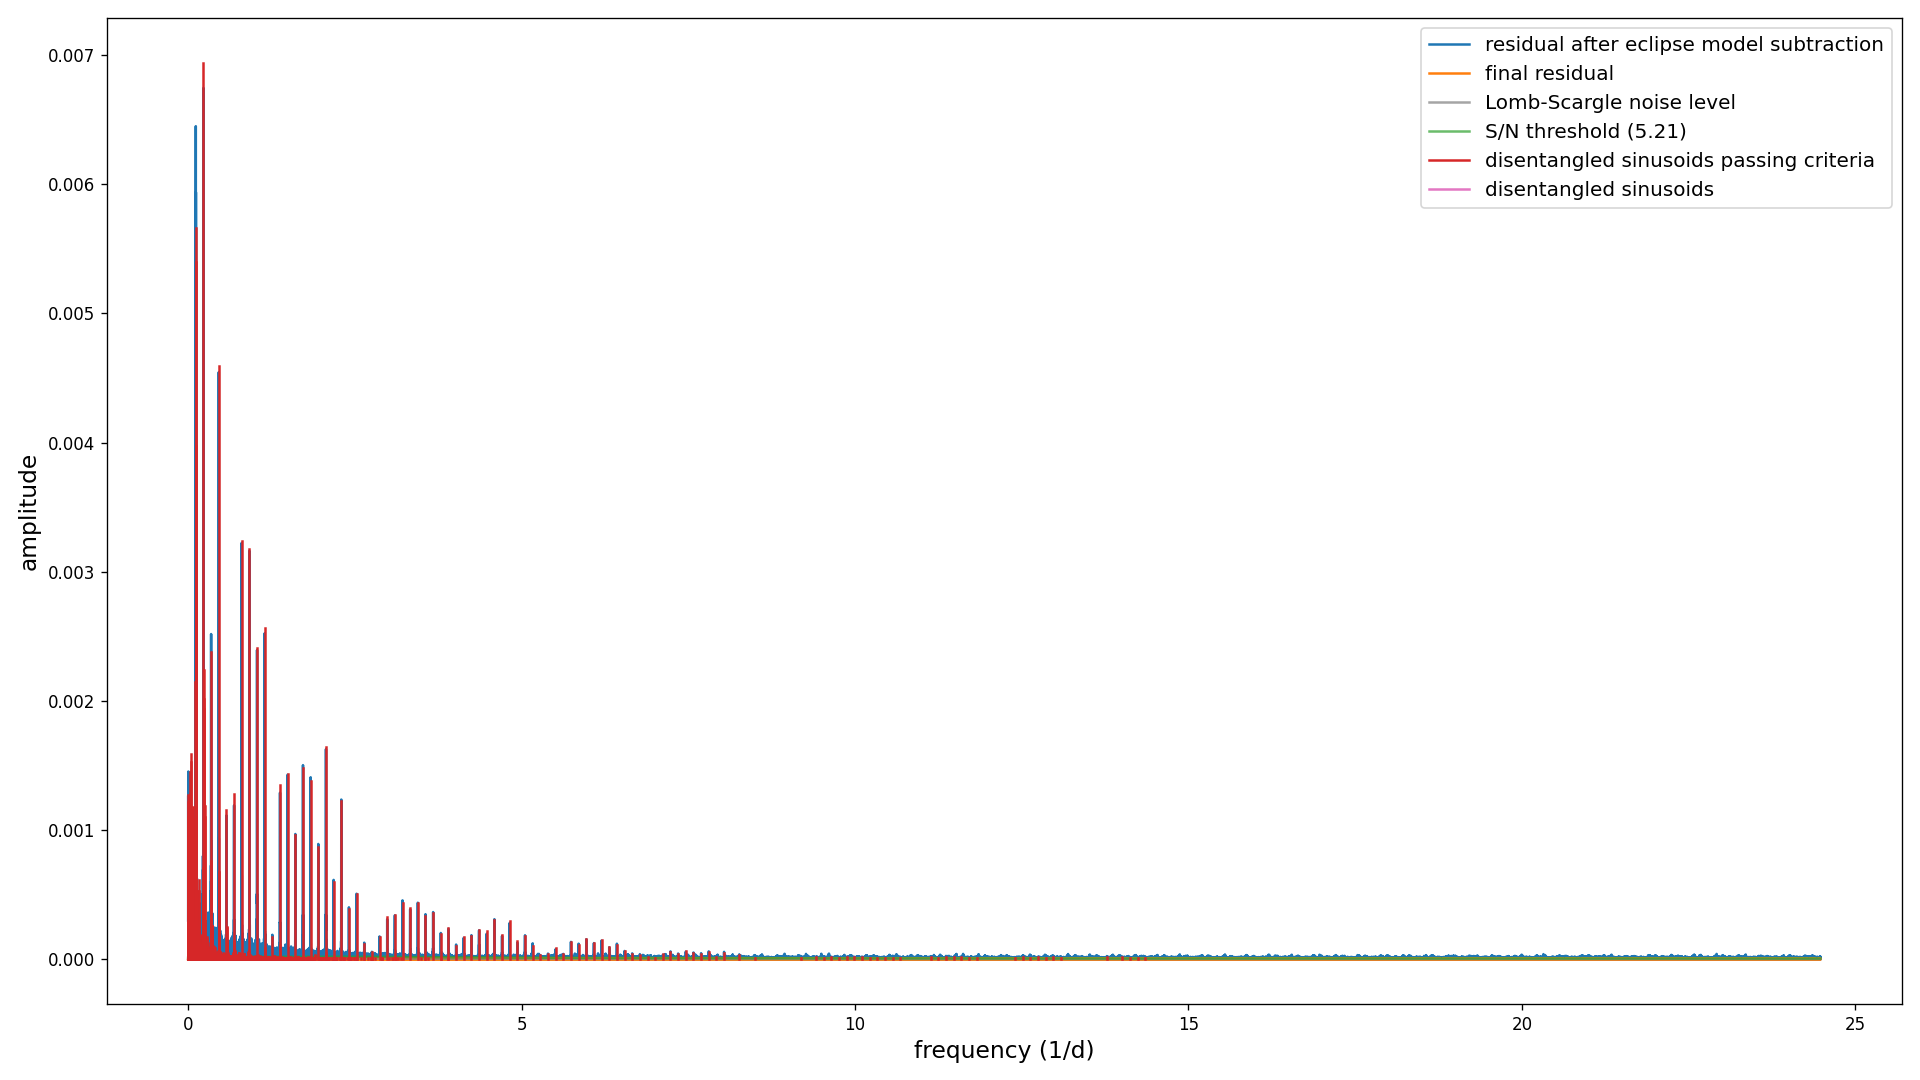 0.007
0.006
0.005
0.004
0.003
0.002
0.001
0.000
amplitude
0
5
10
15
20
25
frequency (1/d)
residual after eclipse model subtraction
final residual
Lomb-Scargle noise level
S/N threshold (5.21)
disentangled sinusoids passing criteria
disentangled sinusoids